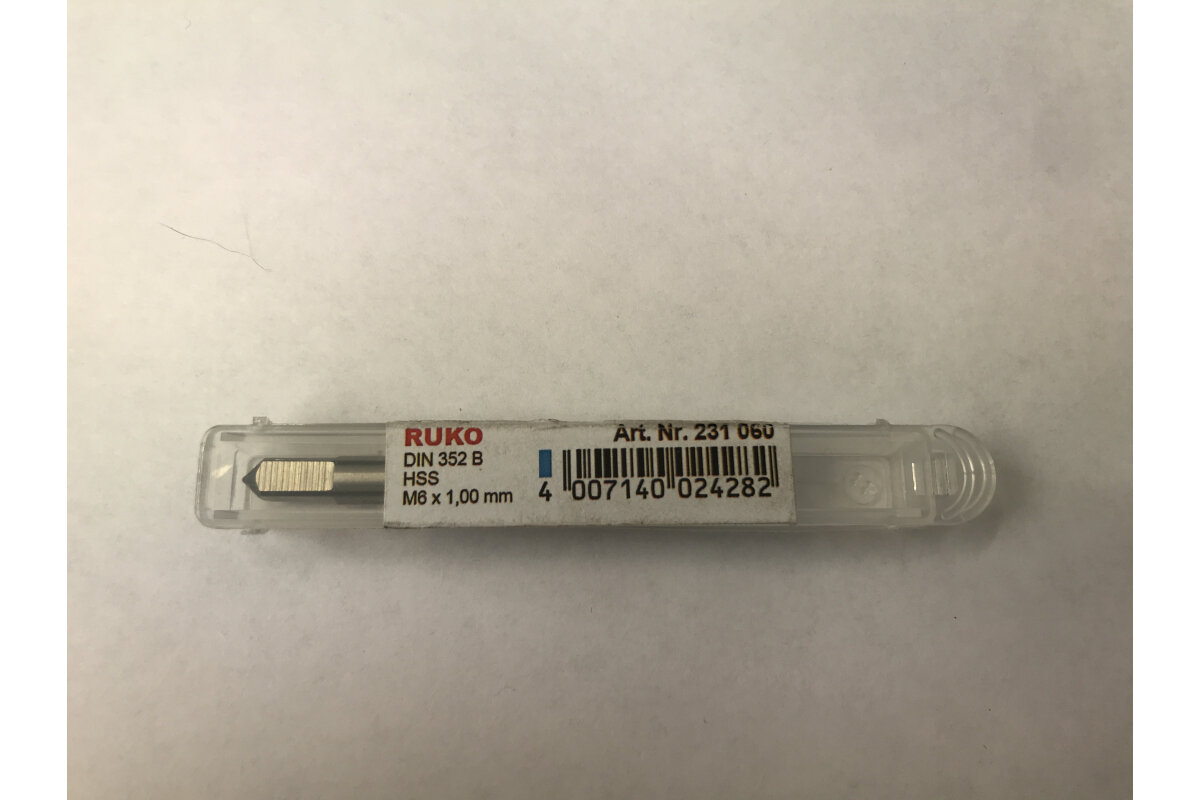 RUKO
DIN 352 B
HSS
M6 x 1,00 mm
Art. Nr. 231 060
4 007140 024282